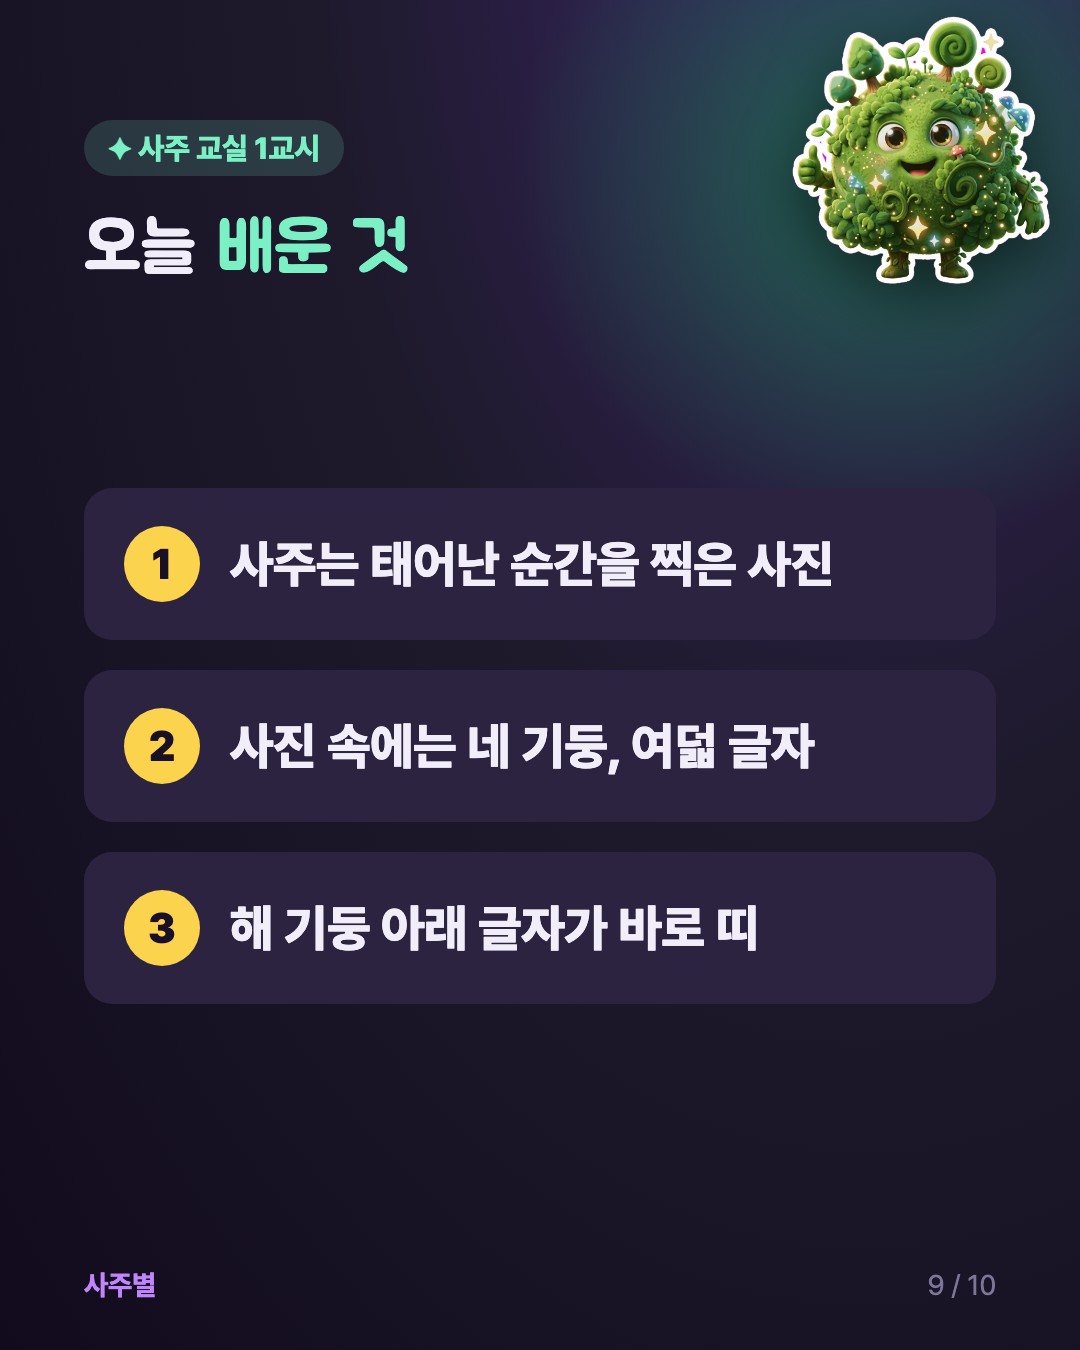 ✦ 사주 교실 1교시
오늘 배운 것
1 사주는 태어난 순간을 찍은 사진
2 사진 속에는 네 기둥, 여덟 글자
3 해 기둥 아래 글자가 바로 띠
사주별
9 / 10